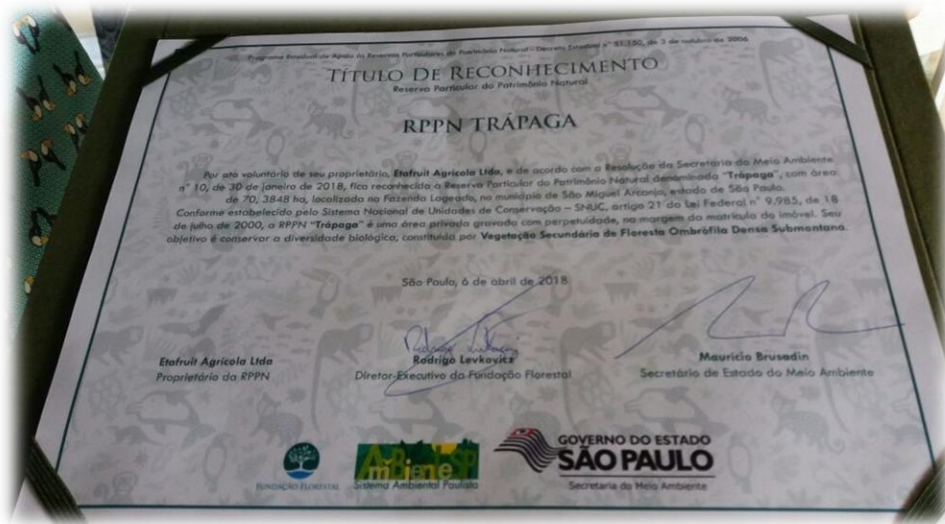 Programa Estadual de Apoio às Reservas Particulares do Patrimônio Natural - Decreto Estadual n° 51.150, de 3 de outubro de 2006
TÍTULO DE RECONHECIMENTO
Reserva Particular do Patrimônio Natural
RPPN TRÁPAGA
Por ato voluntário de seu proprietário, Etafruit Agrícola Ltda, e de acordo com a Resolução da Secretaria do Meio Ambiente
n° 10, de 30 de janeiro de 2018, fica reconhecida a Reserva Particular do Patrimônio Natural denominada "Trápaga", com área
de 70, 3848 ha, localizada na Fazenda Lageado, no município de São Miguel Arcanjo, estado de São Paulo.
Conforme estabelecido pelo Sistema Nacional de Unidades de Conservação – SNUC, artigo 21 da Lei Federal n° 9.985, de 18
de julho de 2000, a RPPN "Trápaga" é uma área privada gravada com perpetuidade, na margem da matrícula do imóvel. Seu
objetivo é conservar a diversidade biológica, constituída por Vegetação Secundária de Floresta Ombrófila Densa Submontana.
São Paulo, 6 de abril de 2018
Etafruit Agrícola Ltda
Proprietário da RPPN
Rodrigo Levkovicz
Diretor-Executivo da Fundação Florestal
Maurício Brusadin
Secretário de Estado do Meio Ambiente
FUNDAÇÃO FLORESTAL
AmbienteSP
Sistema Ambiental Paulista
GOVERNO DO ESTADO
SÃO PAULO
Secretaria do Meio Ambiente